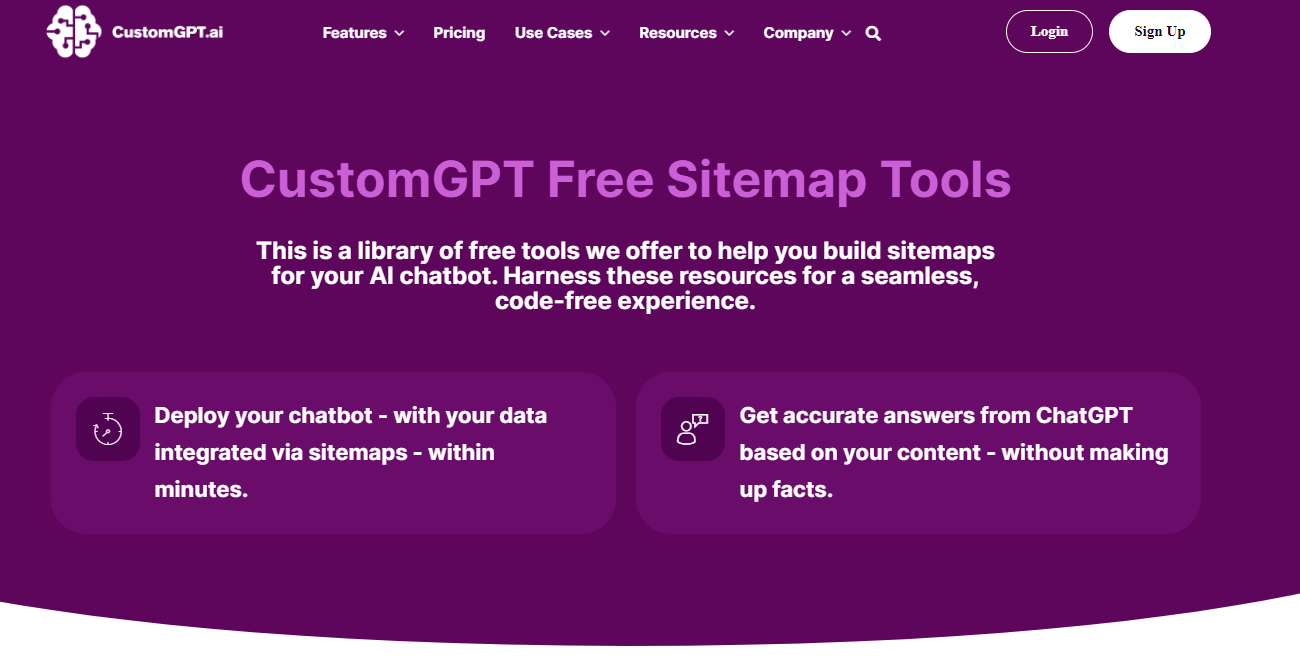 CustomGPT.ai
Features
Pricing
Use Cases
Resources
Company
Login
Sign Up
CustomGPT Free Sitemap Tools
This is a library of free tools we offer to help you build sitemaps
for your AI chatbot. Harness these resources for a seamless,
code-free experience.
Deploy your chatbot - with your data
integrated via sitemaps - within
minutes.
Get accurate answers from ChatGPT
based on your content - without making
up facts.